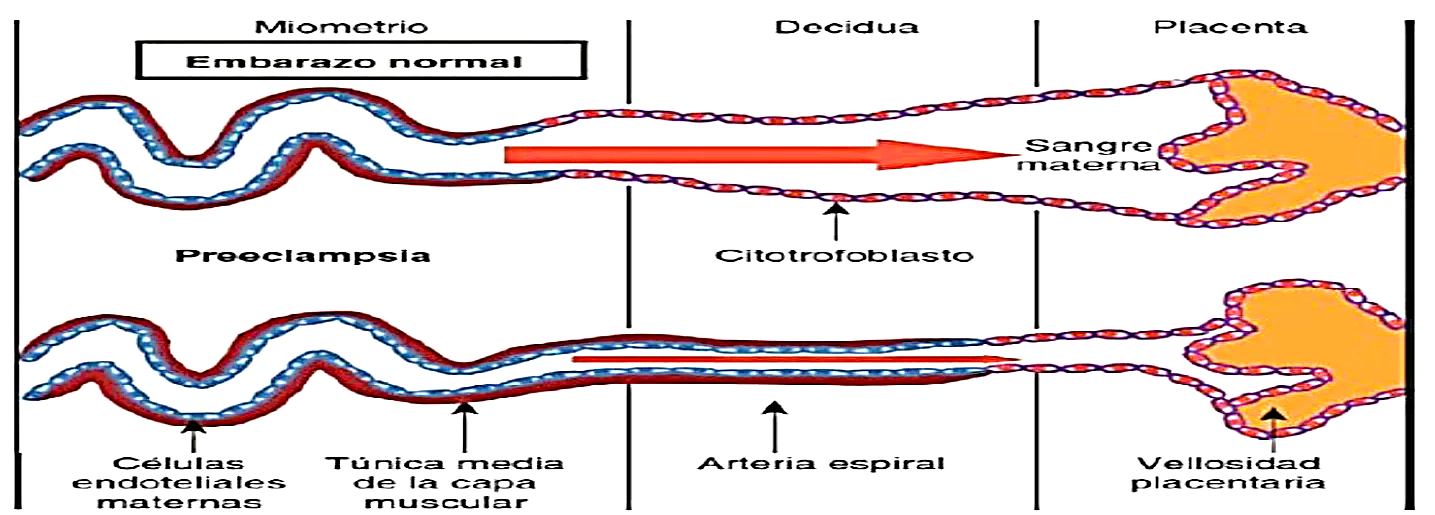 Miometrio
Decidua
Placenta
Embarazo normal
Sangre
materna
Preeclampsia
Citotrofoblasto
Células
endoteliales
maternas
Túnica media
de la capa
muscular
Arteria espiral
Vellosidad
placentaria